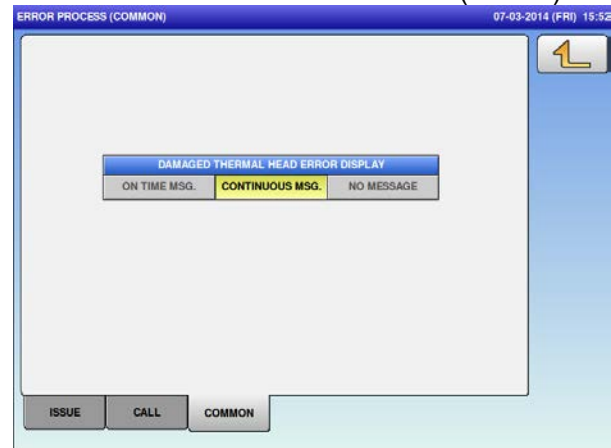 ERROR PROCESS (COMMON) 07-03-2014 (FRI) 15:52
DAMAGED THERMAL HEAD ERROR DISPLAY
ON TIME MSG. CONTINUOUS MSG. NO MESSAGE
ISSUE CALL COMMON